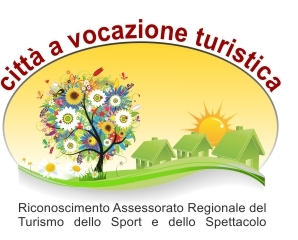 città a vocazione turistica
Riconoscimento Assessorato Regionale del
Turismo dello Sport e dello Spettacolo